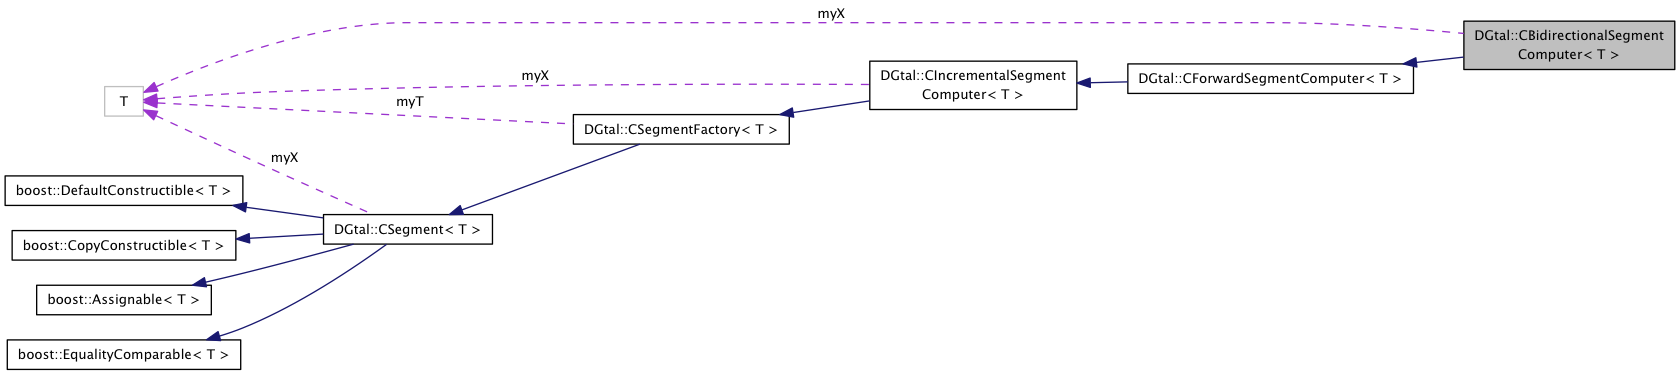 myX
DGtal::CBidirectionalSegment
Computer< T >
myX
DGtal::CIncrementalSegment
Computer< T >
DGtal::CForwardSegmentComputer< T >
T
myT
DGtal::CSegmentFactory< T >
myX
boost::DefaultConstructible< T >
DGtal::CSegment< T >
boost::CopyConstructible< T >
boost::Assignable< T >
boost::EqualityComparable< T >